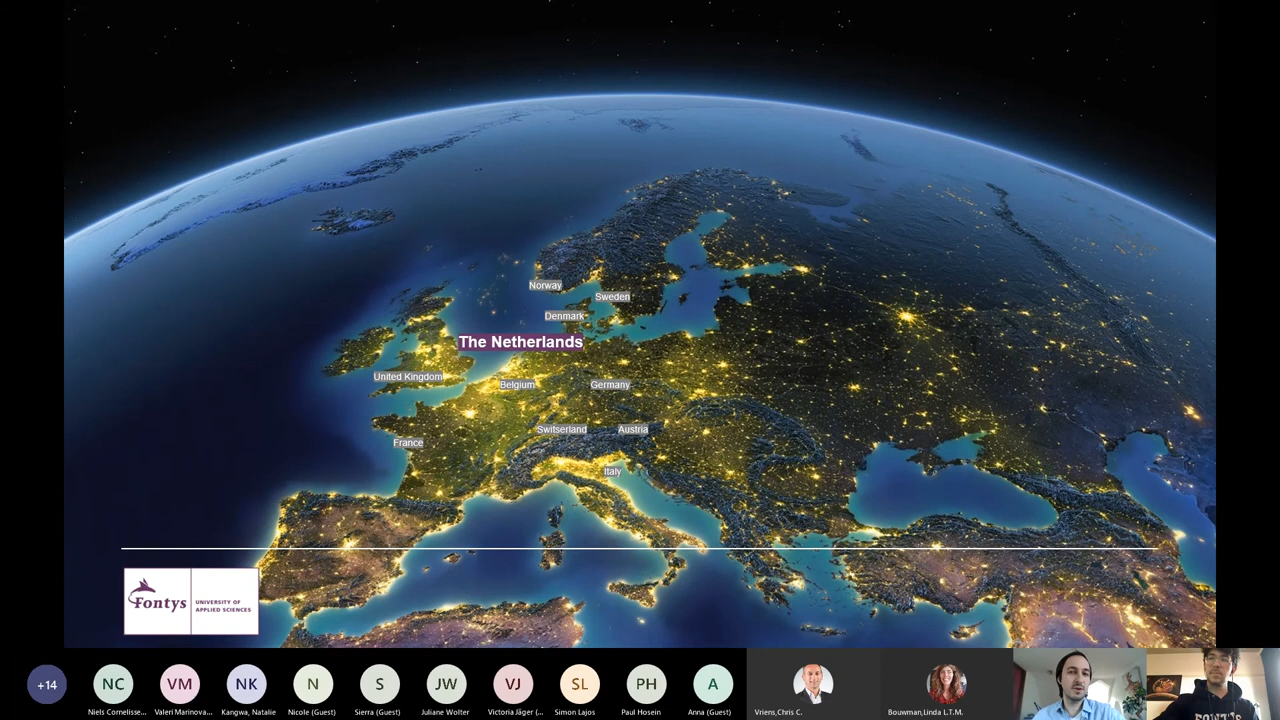 Norway
Sweden
Denmark
The Netherlands
United Kingdom
Belgium
Germany
Switserland
Austria
France
Italy
Fontys
UNIVERSITY OF
APPLIED SCIENCES
+14
NC
VM
NK
N
S
JW
VJ
SL
PH
A
Niels Cornelisse...
Valeri Marinova...
Kangwa, Natalie
Nicole (Guest)
Sierra (Guest)
Juliane Wolter
Victoria Jäger (...
Simon Lajos
Paul Hosein
Anna (Guest)
Vriens,Chris C.
Bouwman,Linda L.T.M.